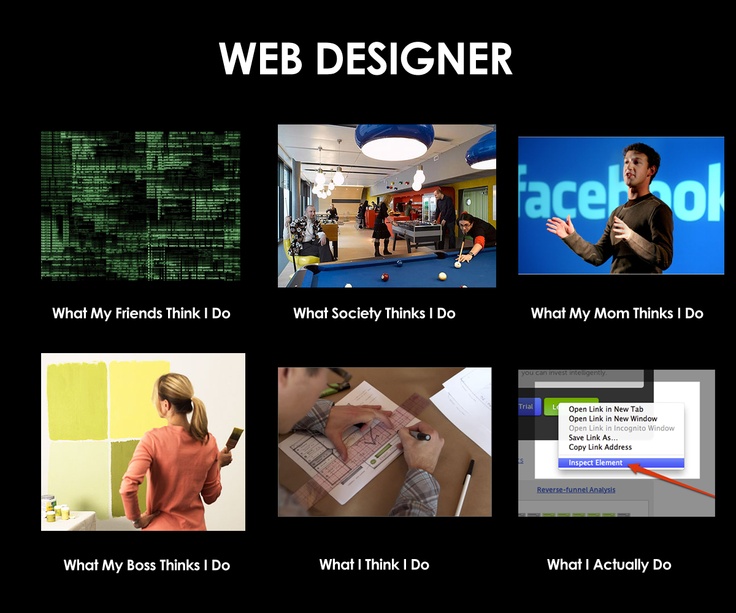 WEB DESIGNER
facebook
What My Friends Think I Do
What Society Thinks I Do
What My Mom Thinks I Do
you can invest intelligently.
Trial
Open Link in New Tab
Open Link in New Window
Open Link in Incognito Window
Save Link As...
Copy Link Address
Inspect Element
Reverse-funnel Analysis
What My Boss Thinks I Do
What I Think I Do
What I Actually Do